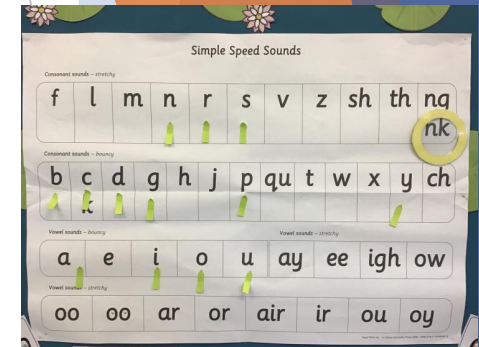 Simple Speed Sounds
Consonant sounds – stretchy
f l m n r s v z sh th ng
nk
Consonant sounds – bouncy
b c d g h j p qu t w x y ch
k
Vowel sounds – bouncy Vowel sounds – stretchy
a e i o u ay ee igh ow
Vowel sounds – stretchy
oo oo ar or air ir ou oy